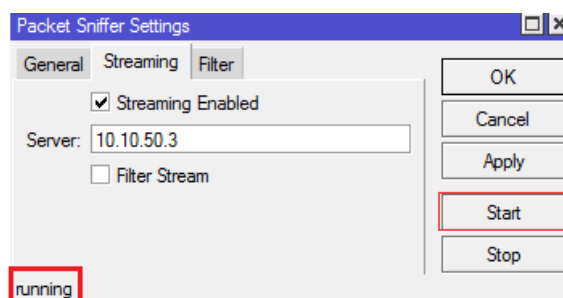 Packet Sniffer Settings
General Streaming Filter
Streaming Enabled
Server: 10.10.50.3
Filter Stream
OK
Cancel
Apply
Start
Stop
running